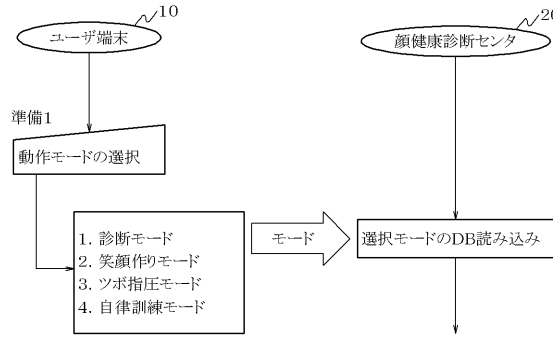 10
ユーザ端末
20
顔健康診断センタ
準備1
動作モードの選択
1. 診断モード
2. 笑顔作りモード
3. ツボ指圧モード
4. 自律訓練モード
モード
選択モードのDB読み込み